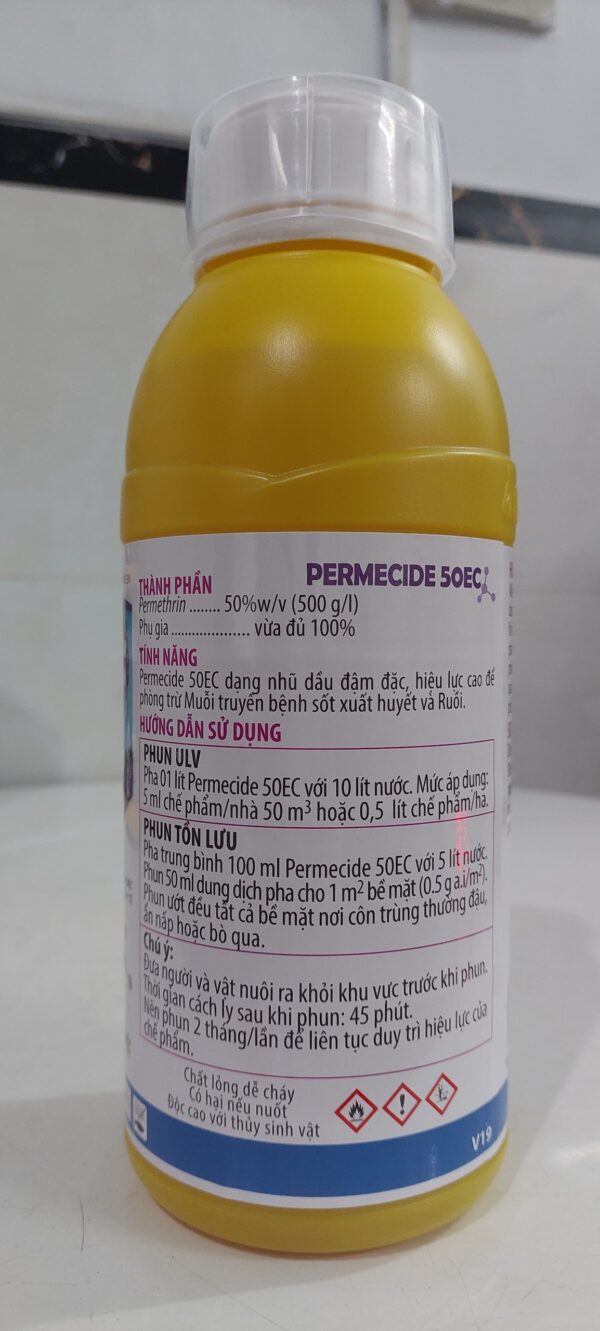 PERMECIDE 50EC
THÀNH PHẦN
Permethrin ........ 50%w/v (500 g/l)
Phụ gia .................... vừa đủ 100%
TÍNH NĂNG
Permecide 50EC dạng nhũ dầu đậm đặc, hiệu lực cao để
phòng trừ Muỗi truyền bệnh sốt xuất huyết và Ruồi.
HƯỚNG DẪN SỬ DỤNG
PHUN ULV
Pha 01 lít Permecide 50EC với 10 lít nước. Mức áp dụng:
5 ml chế phẩm/nhà 50 m³ hoặc 0,5 lít chế phẩm/ha.
PHUN TỒN LƯU
Pha trung bình 100 ml Permecide 50EC với 5 lít nước.
Phun 50 ml dung dịch pha cho 1 m² bề mặt (0.5 g a.i/m²).
Phun ướt đều tất cả bề mặt nơi côn trùng thường đậu,
ẩn nấp hoặc bò qua.
Chú ý:
Đưa người và vật nuôi ra khỏi khu vực trước khi phun.
Thời gian cách ly sau khi phun: 45 phút.
Nên phun 2 tháng/lần để liên tục duy trì hiệu lực của
chế phẩm.
Chất lỏng dễ cháy
Có hại nếu nuốt
Độc cao với thủy sinh vật
V19